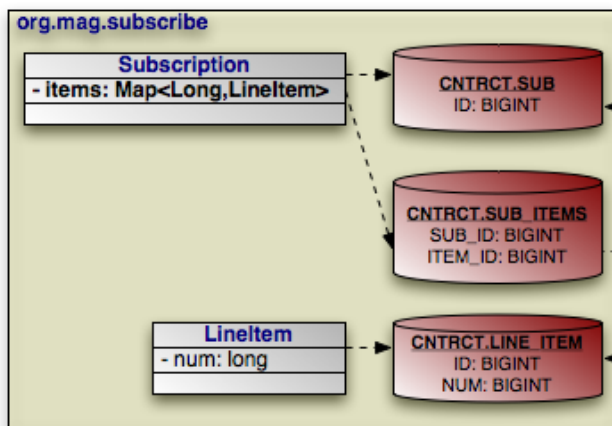 org.mag.subscribe
Subscription
- items: Map<Long,LineItem>
CNTRCT.SUB
ID: BIGINT
CNTRCT.SUB_ITEMS
SUB_ID: BIGINT
ITEM_ID: BIGINT
LineItem
- num: long
CNTRCT.LINE_ITEM
ID: BIGINT
NUM: BIGINT